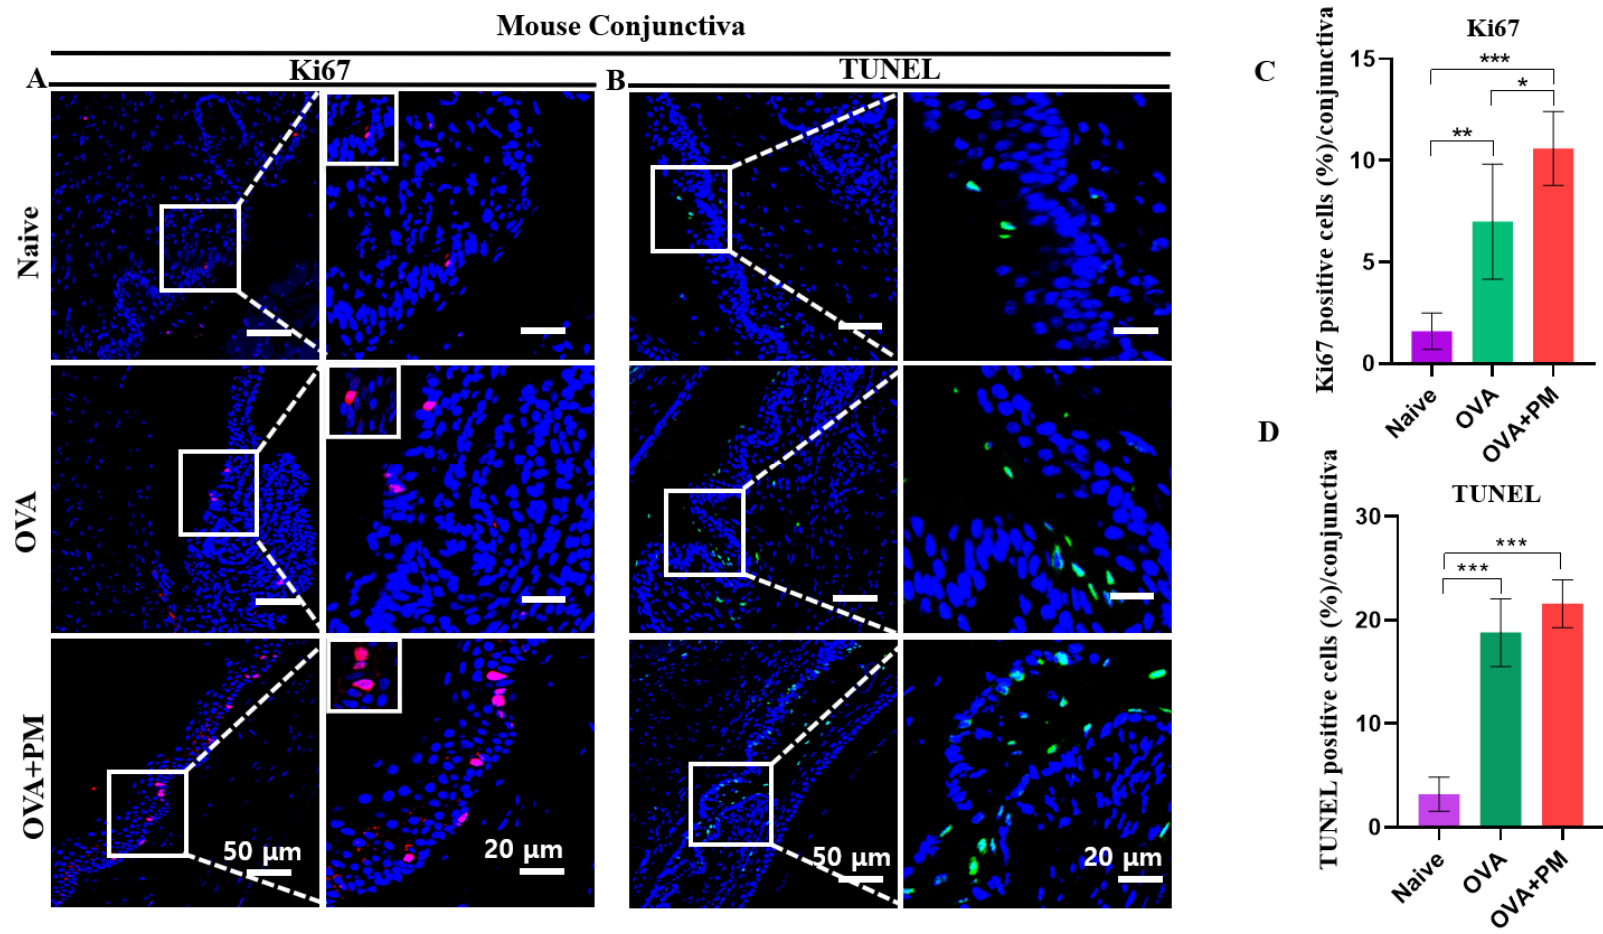 Mouse Conjunctiva
A
Ki67
B
TUNEL
Naive
OVA
OVA+PM
50 μm
20 μm
50 μm
20 μm
C
Ki67
Ki67 positive cells (%)/conjunctiva
15
10
5
0
***
*
**
Naive
OVA
OVA+PM
D
TUNEL
TUNEL positive cells (%)/conjunctiva
30
20
10
0
***
***
Naive
OVA
OVA+PM